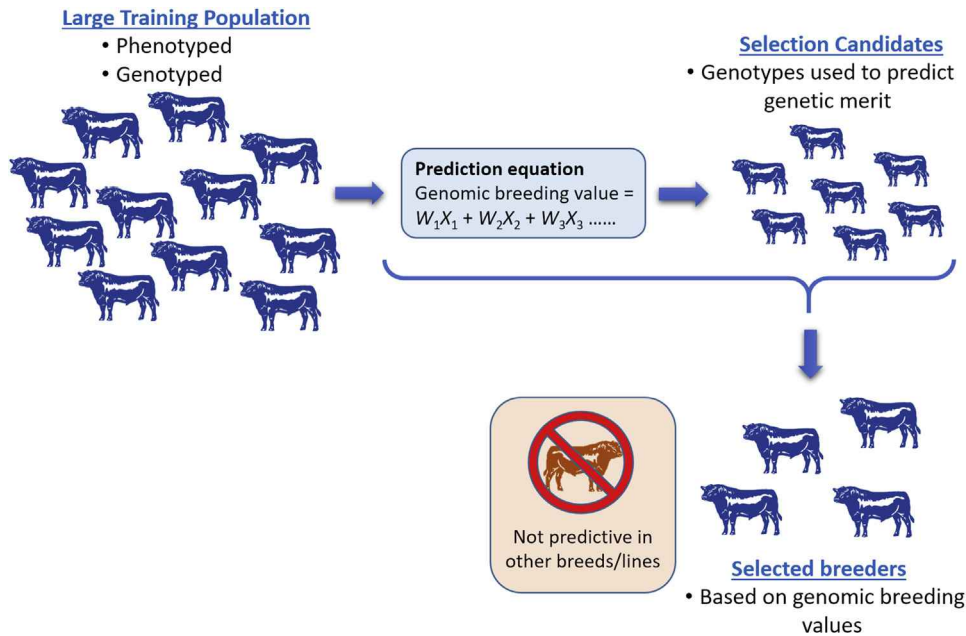 Large Training Population
• Phenotyped
• Genotyped
Selection Candidates
• Genotypes used to predict
genetic merit
Prediction equation
Genomic breeding value =
W₁X₁ + W₂X₂ + W₃X₃ ……
Not predictive in
other breeds/lines
Selected breeders
• Based on genomic breeding
values